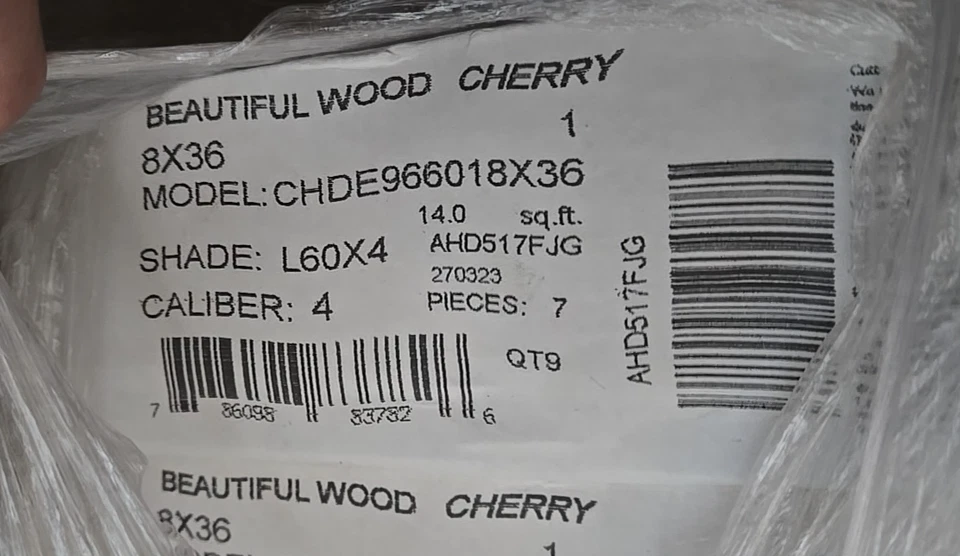 BEAUTIFUL WOOD CHERRY
1
8X36
MODEL: CHDE966018X36
14.0 sq.ft.
SHADE: L60X4 AHD517FJG
270323
CALIBER: 4 PIECES: 7
QT9
7 86098 83782 6
AHD517FJG
BEAUTIFUL WOOD CHERRY
8X36
1